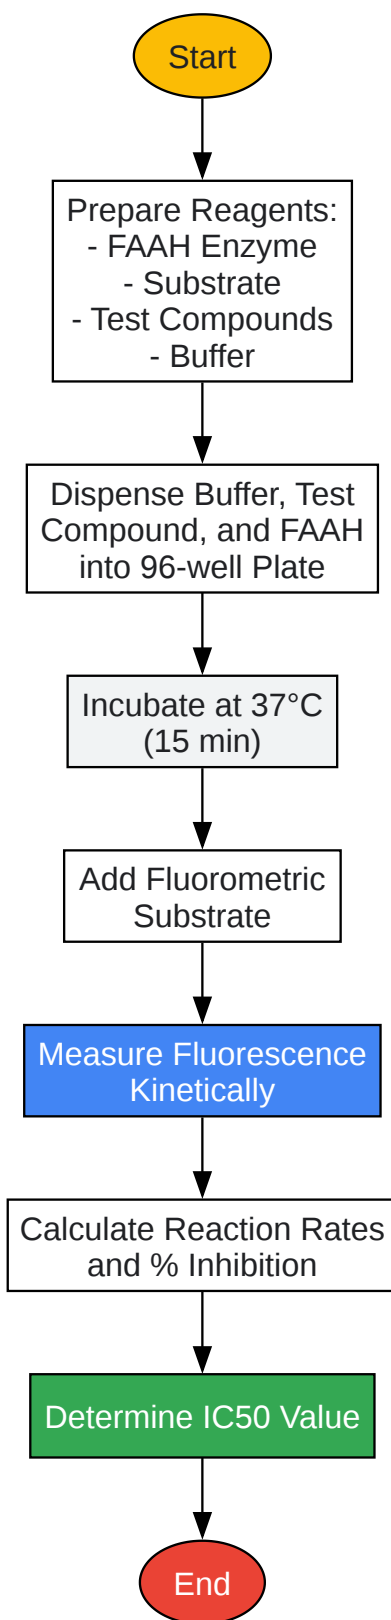 Start
Prepare Reagents:
- FAAH Enzyme
- Substrate
- Test Compounds
- Buffer
Dispense Buffer, Test
Compound, and FAAH
into 96-well Plate
Incubate at 37°C
(15 min)
Add Fluorometric
Substrate
Measure Fluorescence
Kinetically
Calculate Reaction Rates
and % Inhibition
Determine IC50 Value
End